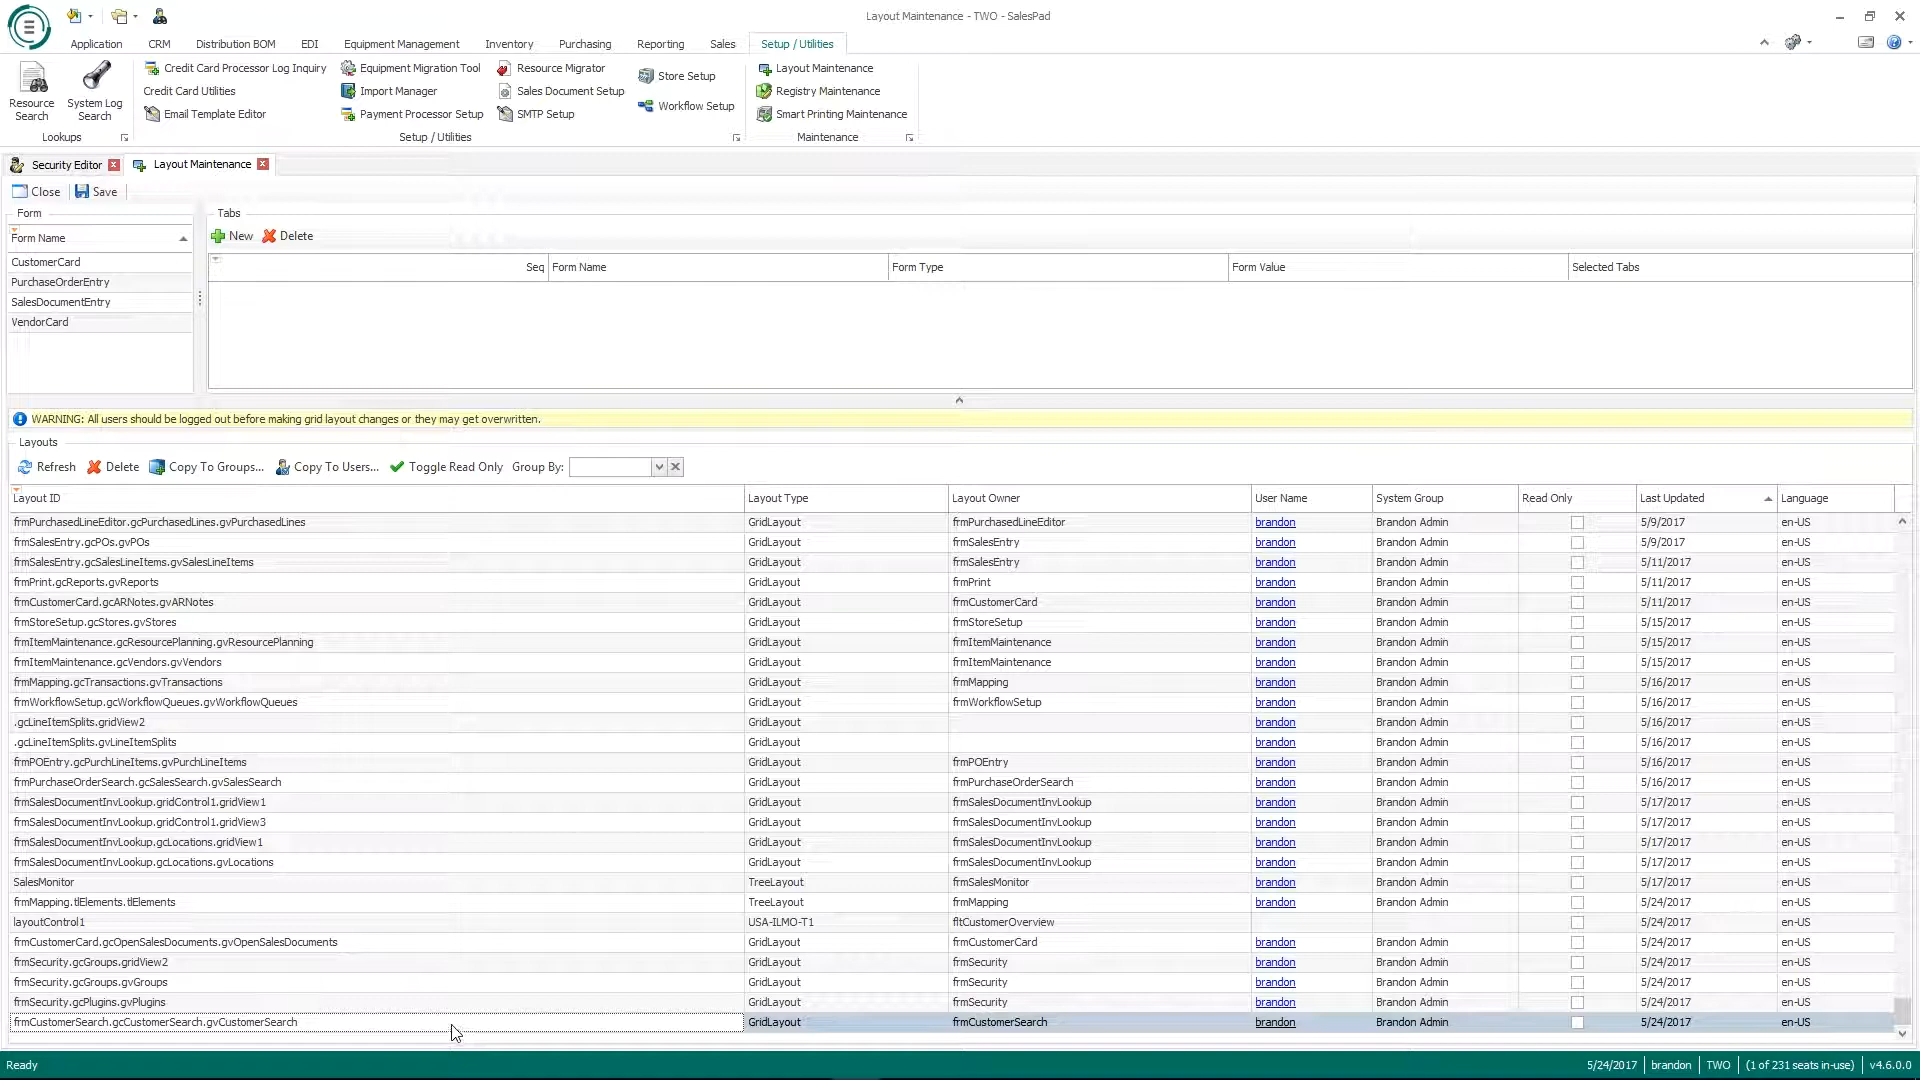 Layout Maintenance - TWO - SalesPad
Application CRM Distribution BOM EDI Equipment Management Inventory Purchasing Reporting Sales Setup / Utilities
Resource Search
System Log Search
Lookups
Credit Card Processor Log Inquiry
Credit Card Utilities
Email Template Editor
Equipment Migration Tool
Import Manager
Payment Processor Setup
Resource Migrator
Sales Document Setup
SMTP Setup
Store Setup
Workflow Setup
Setup / Utilities
Layout Maintenance
Registry Maintenance
Smart Printing Maintenance
Maintenance
Security Editor Layout Maintenance
Close Save
Form
Form Name
CustomerCard
PurchaseOrderEntry
SalesDocumentEntry
VendorCard
Tabs
New Delete
Seq Form Name Form Type Form Value Selected Tabs
WARNING: All users should be logged out before making grid layout changes or they may get overwritten.
Layouts
Refresh Delete Copy To Groups... Copy To Users... Toggle Read Only Group By:
Layout ID Layout Type Layout Owner User Name System Group Read Only Last Updated Language
frmPurchasedLineEditor.gcPurchasedLines.gvPurchasedLines GridLayout frmPurchasedLineEditor brandon Brandon Admin 5/9/2017 en-US
frmSalesEntry.gcPOs.gvPOs GridLayout frmSalesEntry brandon Brandon Admin 5/9/2017 en-US
frmSalesEntry.gcSalesLineItems.gvSalesLineItems GridLayout frmSalesEntry brandon Brandon Admin 5/11/2017 en-US
frmPrint.gcReports.gvReports GridLayout frmPrint brandon Brandon Admin 5/11/2017 en-US
frmCustomerCard.gcARNotes.gvARNotes GridLayout frmCustomerCard brandon Brandon Admin 5/11/2017 en-US
frmStoreSetup.gcStores.gvStores GridLayout frmStoreSetup brandon Brandon Admin 5/15/2017 en-US
frmItemMaintenance.gcResourcePlanning.gvResourcePlanning GridLayout frmItemMaintenance brandon Brandon Admin 5/15/2017 en-US
frmItemMaintenance.gcVendors.gvVendors GridLayout frmItemMaintenance brandon Brandon Admin 5/15/2017 en-US
frmMapping.gcTransactions.gvTransactions GridLayout frmMapping brandon Brandon Admin 5/16/2017 en-US
frmWorkflowSetup.gcWorkflowQueues.gvWorkflowQueues GridLayout frmWorkflowSetup brandon Brandon Admin 5/16/2017 en-US
.gcLineItemSplits.gridView2 GridLayout brandon Brandon Admin 5/16/2017 en-US
.gcLineItemSplits.gvLineItemSplits GridLayout brandon Brandon Admin 5/16/2017 en-US
frmPOEntry.gcPurchLineItems.gvPurchLineItems GridLayout frmPOEntry brandon Brandon Admin 5/16/2017 en-US
frmPurchaseOrderSearch.gcSalesSearch.gvSalesSearch GridLayout frmPurchaseOrderSearch brandon Brandon Admin 5/16/2017 en-US
frmSalesDocumentInvLookup.gridControl1.gridView1 GridLayout frmSalesDocumentInvLookup brandon Brandon Admin 5/17/2017 en-US
frmSalesDocumentInvLookup.gridControl1.gridView3 GridLayout frmSalesDocumentInvLookup brandon Brandon Admin 5/17/2017 en-US
frmSalesDocumentInvLookup.gcLocations.gridView1 GridLayout frmSalesDocumentInvLookup brandon Brandon Admin 5/17/2017 en-US
frmSalesDocumentInvLookup.gcLocations.gvLocations GridLayout frmSalesDocumentInvLookup brandon Brandon Admin 5/17/2017 en-US
SalesMonitor TreeLayout frmSalesMonitor brandon Brandon Admin 5/17/2017 en-US
frmMapping.tlElements.tlElements TreeLayout frmMapping brandon Brandon Admin 5/24/2017 en-US
layoutControl1 USA-ILMO-T1 fltCustomerOverview 5/24/2017 en-US
frmCustomerCard.gcOpenSalesDocuments.gvOpenSalesDocuments GridLayout frmCustomerCard brandon Brandon Admin 5/24/2017 en-US
frmSecurity.gcGroups.gridView2 GridLayout frmSecurity brandon Brandon Admin 5/24/2017 en-US
frmSecurity.gcGroups.gvGroups GridLayout frmSecurity brandon Brandon Admin 5/24/2017 en-US
frmSecurity.gcPlugins.gvPlugins GridLayout frmSecurity brandon Brandon Admin 5/24/2017 en-US
frmCustomerSearch.gcCustomerSearch.gvCustomerSearch GridLayout frmCustomerSearch brandon Brandon Admin 5/24/2017 en-US
Ready 5/24/2017 brandon TWO (1 of 231 seats in-use) v4.6.0.0